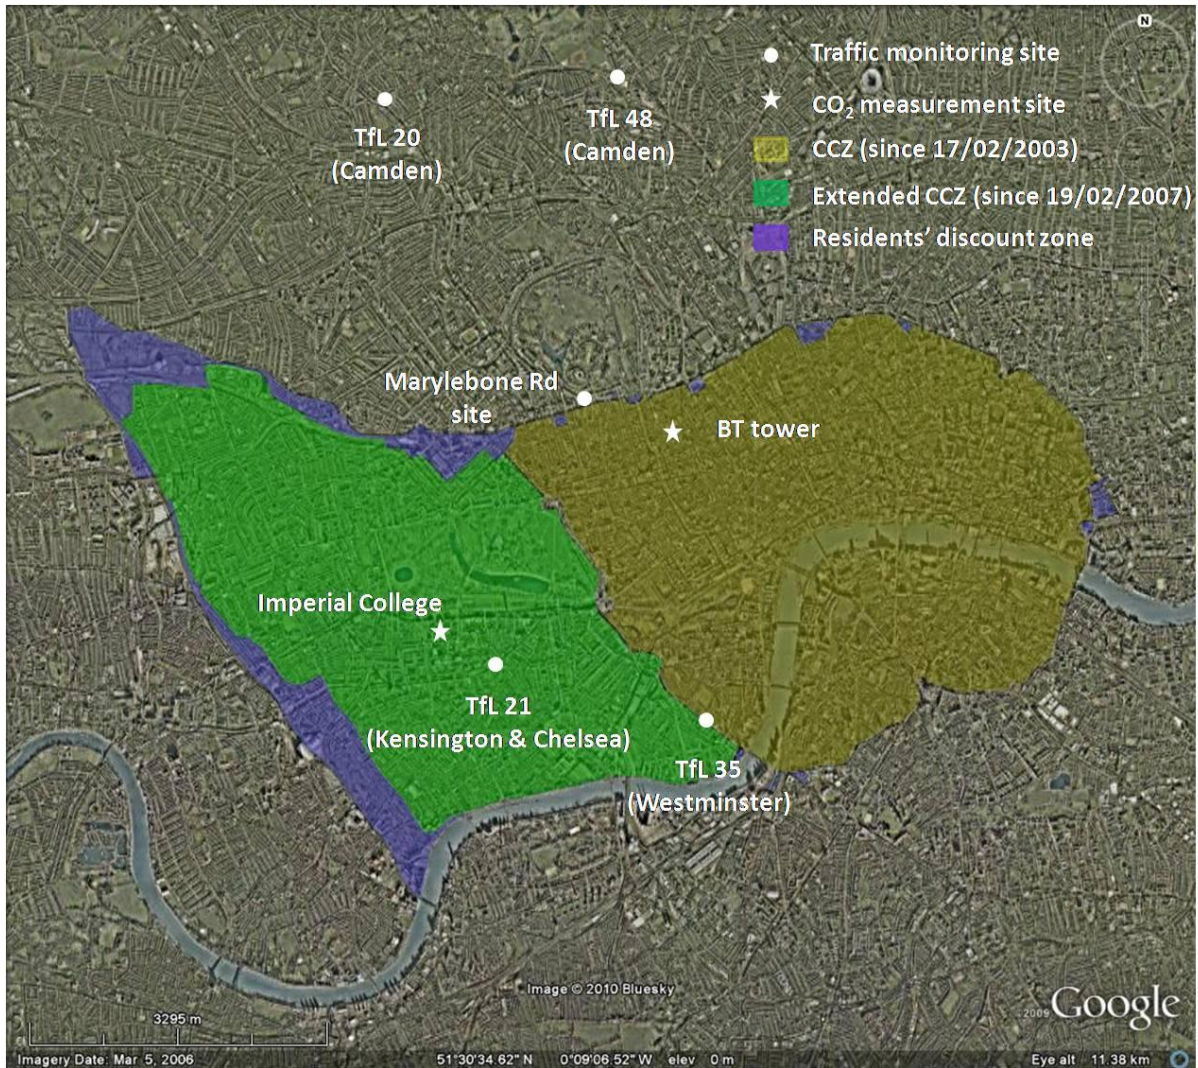 N
Traffic monitoring site
CO₂ measurement site
CCZ (since 17/02/2003)
Extended CCZ (since 19/02/2007)
Residents' discount zone
TfL 20
(Camden)
TfL 48
(Camden)
Marylebone Rd
site
BT tower
Imperial College
TfL 21
(Kensington & Chelsea)
TfL 35
(Westminster)
Image © 2010 Bluesky
2009 Google
3295 m
Imagery Date: Mar 5, 2006 51°30'34.62" N 0°09'06.52" W elev 0 m Eye alt 11.38 km